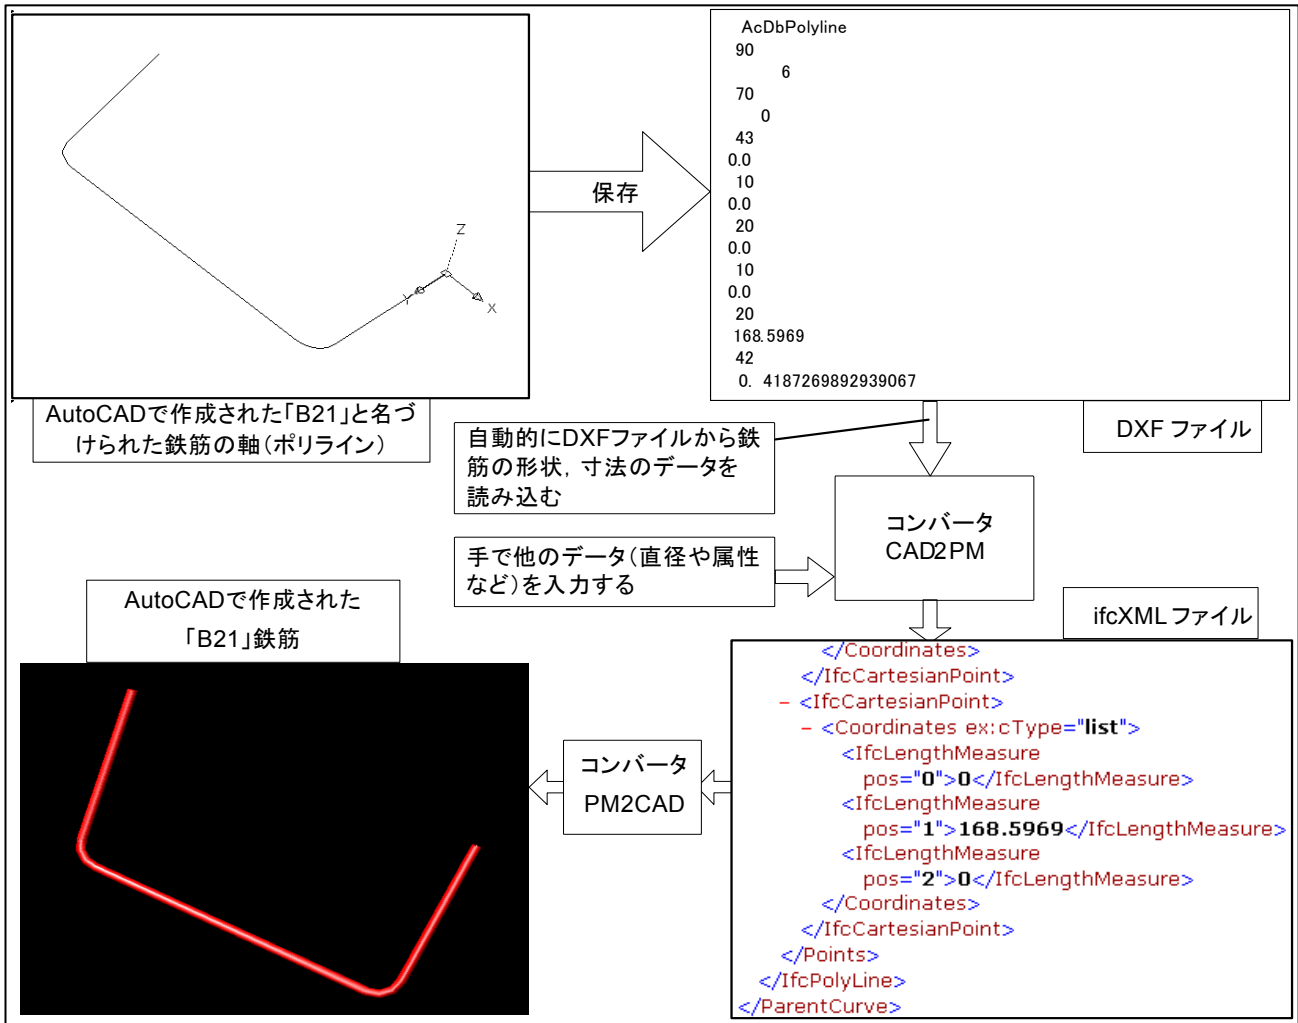 Z
Y
X
AutoCADで作成された「B21」と名づ
けられた鉄筋の軸(ポリライン)
保存
AcDbPolyline
90
6
70
0
43
0.0
10
0.0
20
0.0
10
0.0
20
168.5969
42
0. 4187269892939067
DXF ファイル
自動的にDXFファイルから鉄
筋の形状, 寸法のデータを
読み込む
コンバータ
CAD2PM
手で他のデータ(直径や属性
など)を入力する
ifcXML ファイル
</Coordinates>
</IfcCartesianPoint>
− <IfcCartesianPoint>
− <Coordinates ex:cType="list">
<IfcLengthMeasure
pos="0">0</IfcLengthMeasure>
<IfcLengthMeasure
pos="1">168.5969</IfcLengthMeasure>
<IfcLengthMeasure
pos="2">0</IfcLengthMeasure>
</Coordinates>
</IfcCartesianPoint>
</Points>
</IfcPolyLine>
</ParentCurve>
コンバータ
PM2CAD
AutoCADで作成された
「B21」鉄筋